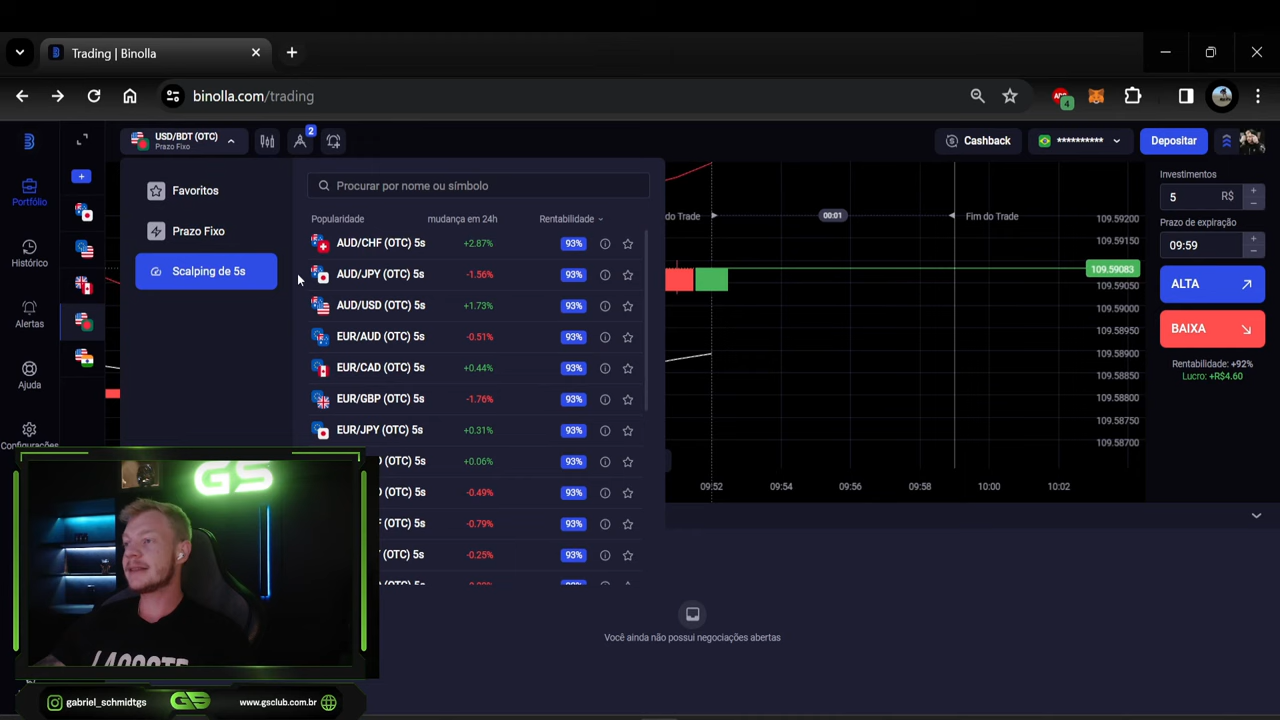 Trading | Binolla
binolla.com/trading
4
USD/BDT (OTC)
Prazo Fixo
2
Cashback
**********
Depositar
Portfólio
Histórico
Alertas
Ajuda
Configurações
Favoritos
Prazo Fixo
Scalping de 5s
Procurar por nome ou símbolo
Popularidade mudança em 24h Rentabilidade
AUD/CHF (OTC) 5s +2.87% 93%
AUD/JPY (OTC) 5s -1.56% 93%
AUD/USD (OTC) 5s +1.73% 93%
EUR/AUD (OTC) 5s -0.51% 93%
EUR/CAD (OTC) 5s +0.44% 93%
EUR/GBP (OTC) 5s -1.76% 93%
EUR/JPY (OTC) 5s +0.31% 93%
(OTC) 5s +0.06% 93%
(OTC) 5s -0.49% 93%
(OTC) 5s -0.79% 93%
(OTC) 5s -0.25% 93%
do Trade
00:01
Fim do Trade
109.59200
109.59150
109.59083
109.59050
109.59000
109.58950
109.58900
109.58850
109.58800
109.58750
109.58700
09:52 09:54 09:56 09:58 10:00 10:02
Investimentos
5 R$
Prazo de expiração
09:59
ALTA
BAIXA
Rentabilidade: +92%
Lucro: +R$4.60
Você ainda não possui negociações abertas
GS
gabriel_schmidtgs
GS
www.gsclub.com.br